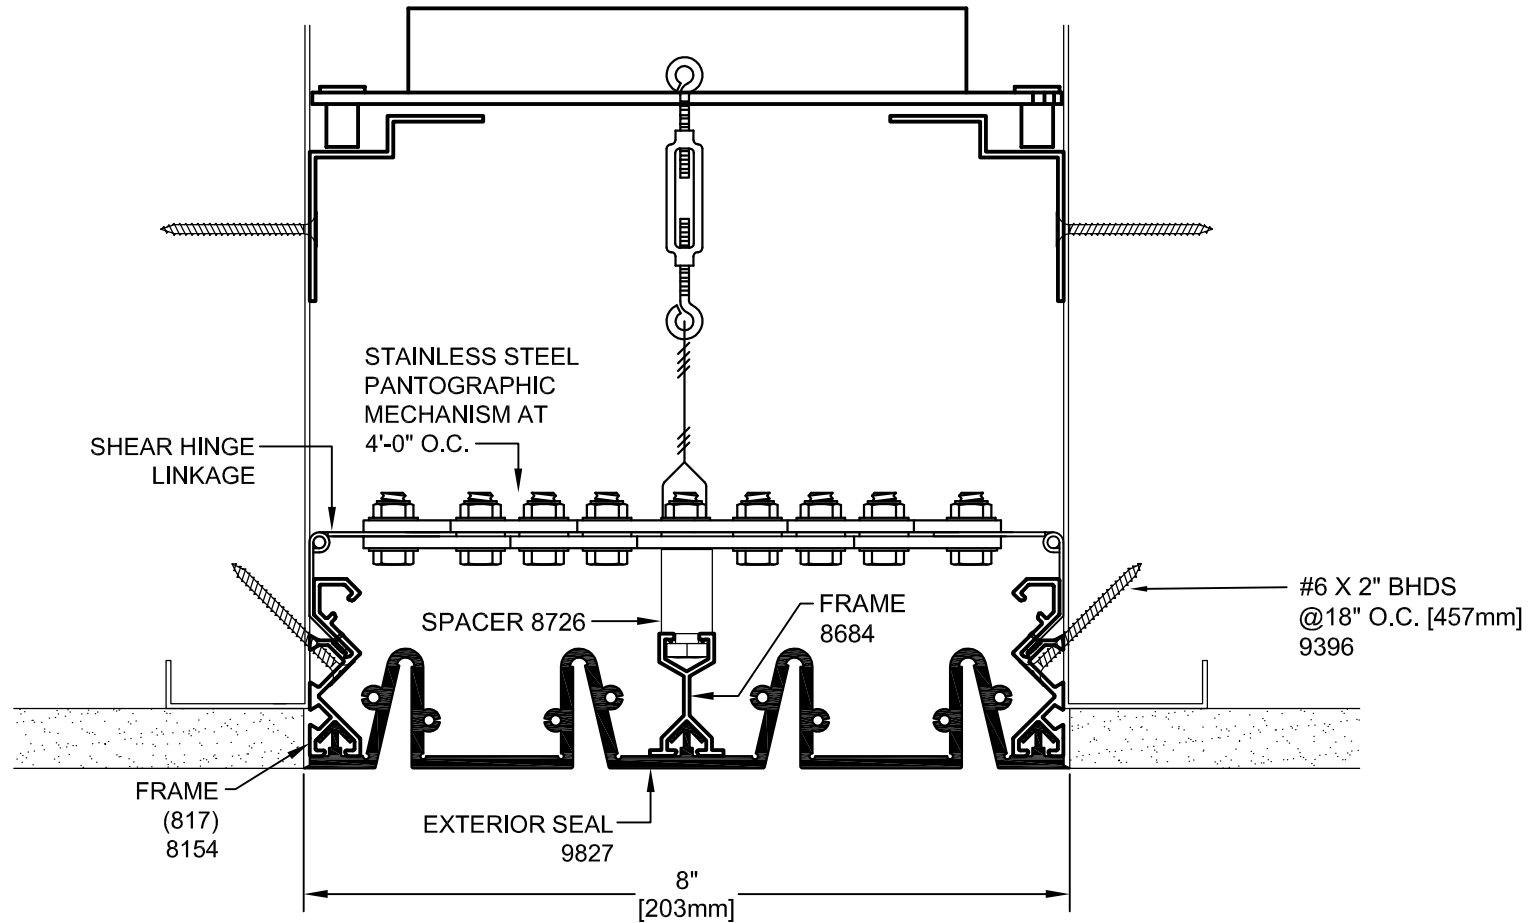 STAINLESS STEEL
PANTOGRAPHIC
MECHANISM AT
4'-0" O.C.
SHEAR HINGE
LINKAGE
#6 X 2" BHDS
@18" O.C. [457mm]
9396
SPACER 8726
FRAME
8684
FRAME
(817)
8154
EXTERIOR SEAL
9827
8"
[203mm]